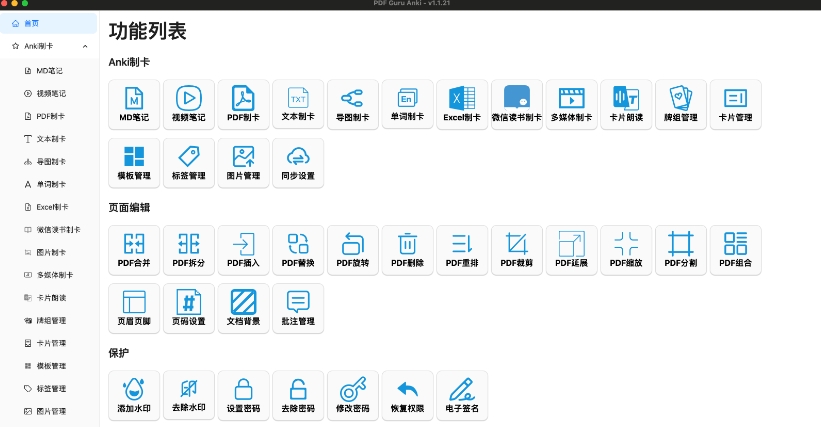 PDF Guru Anki - v1.1.21
首页
Anki制卡
MD笔记
视频笔记
PDF制卡
文本制卡
导图制卡
单词制卡
Excel制卡
微信读书制卡
图片制卡
多媒体制卡
卡片朗读
牌组管理
卡片管理
模板管理
标签管理
图片管理
功能列表
Anki制卡
MD笔记 视频笔记 PDF制卡 TXT 文本制卡 导图制卡 En 单词制卡 Excel制卡 微信读书制卡 多媒体制卡 卡片朗读 牌组管理 卡片管理
模板管理 标签管理 图片管理 同步设置
页面编辑
PDF合并 PDF拆分 PDF插入 PDF替换 PDF旋转 PDF删除 PDF重排 PDF裁剪 PDF延展 PDF缩放 PDF分割 PDF组合
页眉页脚 页码设置 文档背景 批注管理
保护
添加水印 去除水印 设置密码 去除密码 修改密码 恢复权限 电子签名